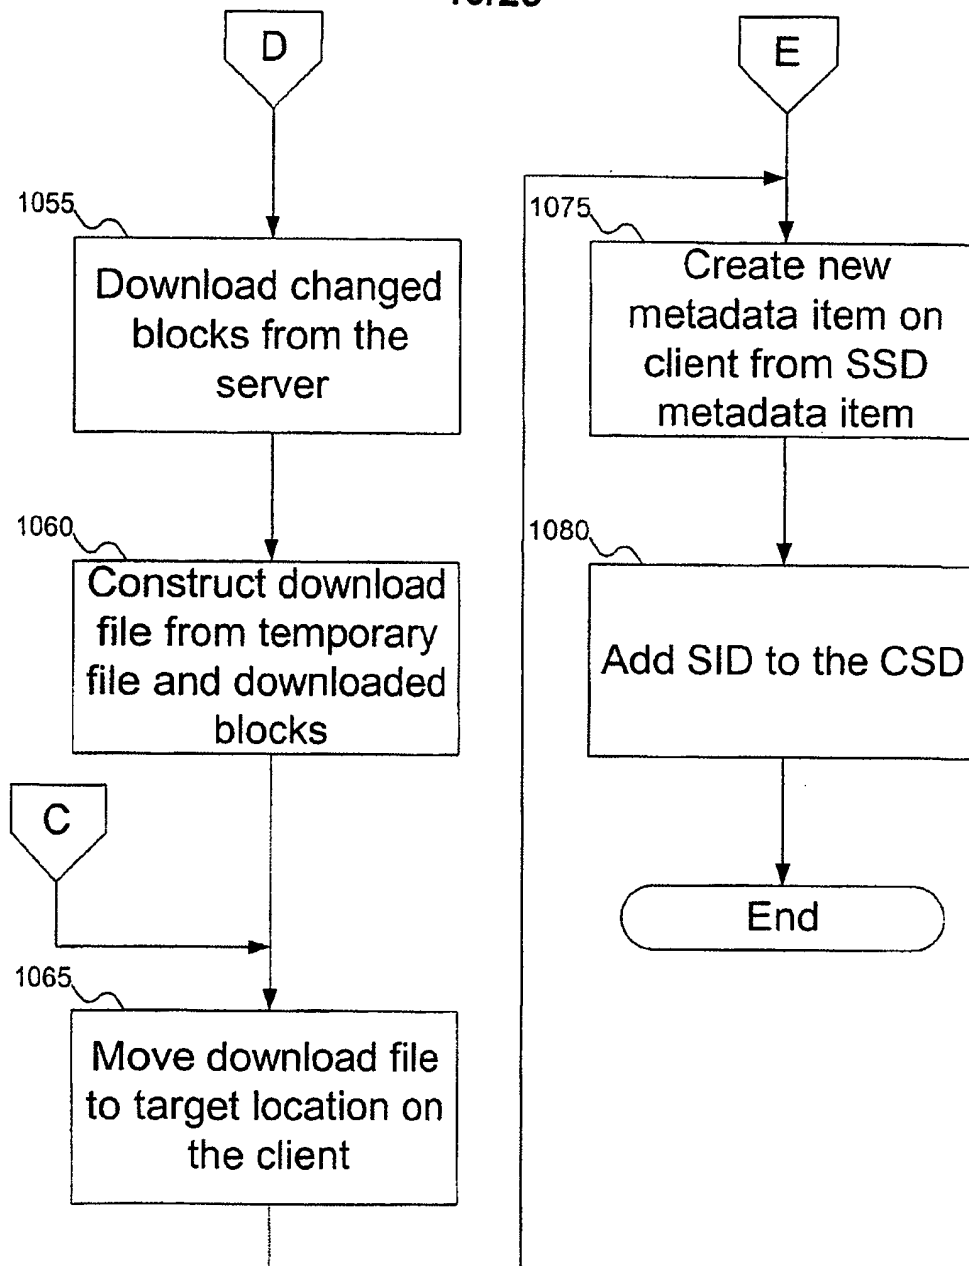 D
E
1055
Download changed
blocks from the
server
1075
Create new
metadata item on
client from SSD
metadata item
1060
Construct download
file from temporary
file and downloaded
blocks
1080
Add SID to the CSD
C
End
1065
Move download file
to target location on
the client